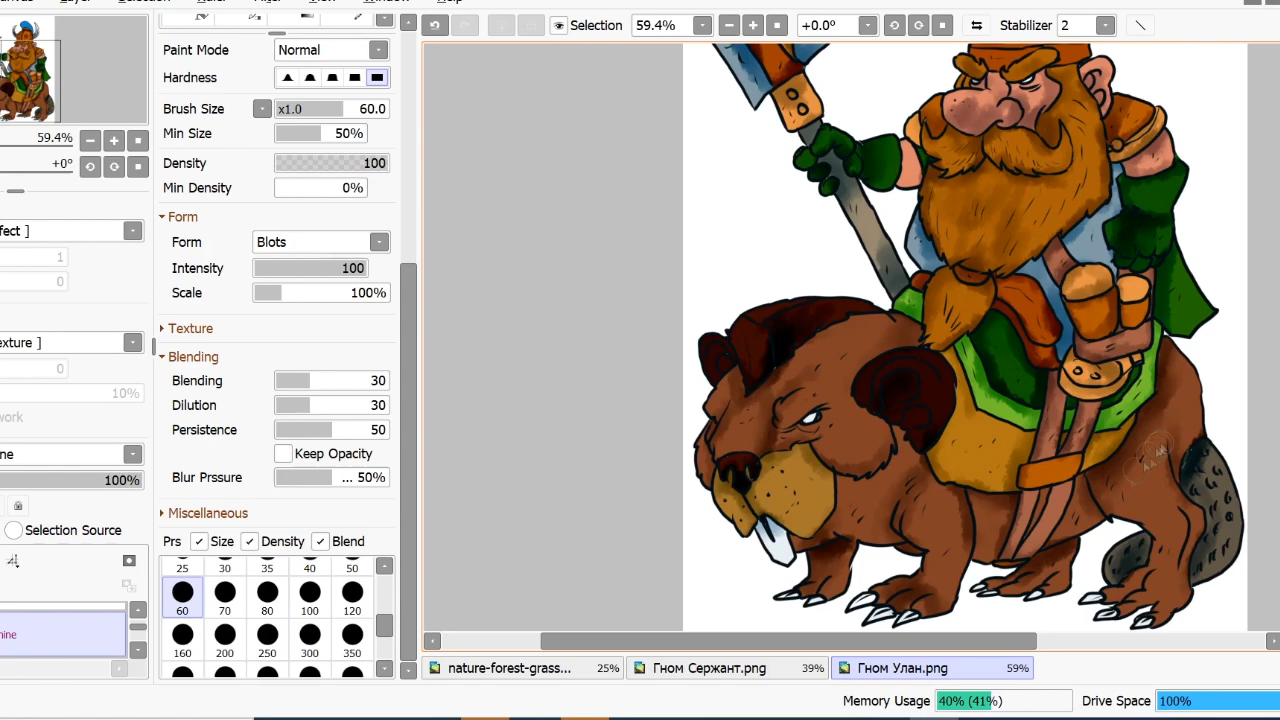 Selection
59.4%
+0.0°
Stabilizer 2
59.4%
+0°
ffect ]
1
0
exture ]
0
10%
work
ne
100%
Selection Source
hine
Paint Mode Normal
Hardness
Brush Size x1.0 60.0
Min Size 50%
Density 100
Min Density 0%
Form
Form Blots
Intensity 100
Scale 100%
Texture
Blending
Blending 30
Dilution 30
Persistence 50
Keep Opacity
Blur Prssure ... 50%
Miscellaneous
Prs Size Density Blend
25 30 35 40 50
60 70 80 100 120
160 200 250 300 350
nature-forest-grass... 25%
Гном Сержант.png 39%
Гном Улан.png 59%
Memory Usage 40% (41%) Drive Space 100%